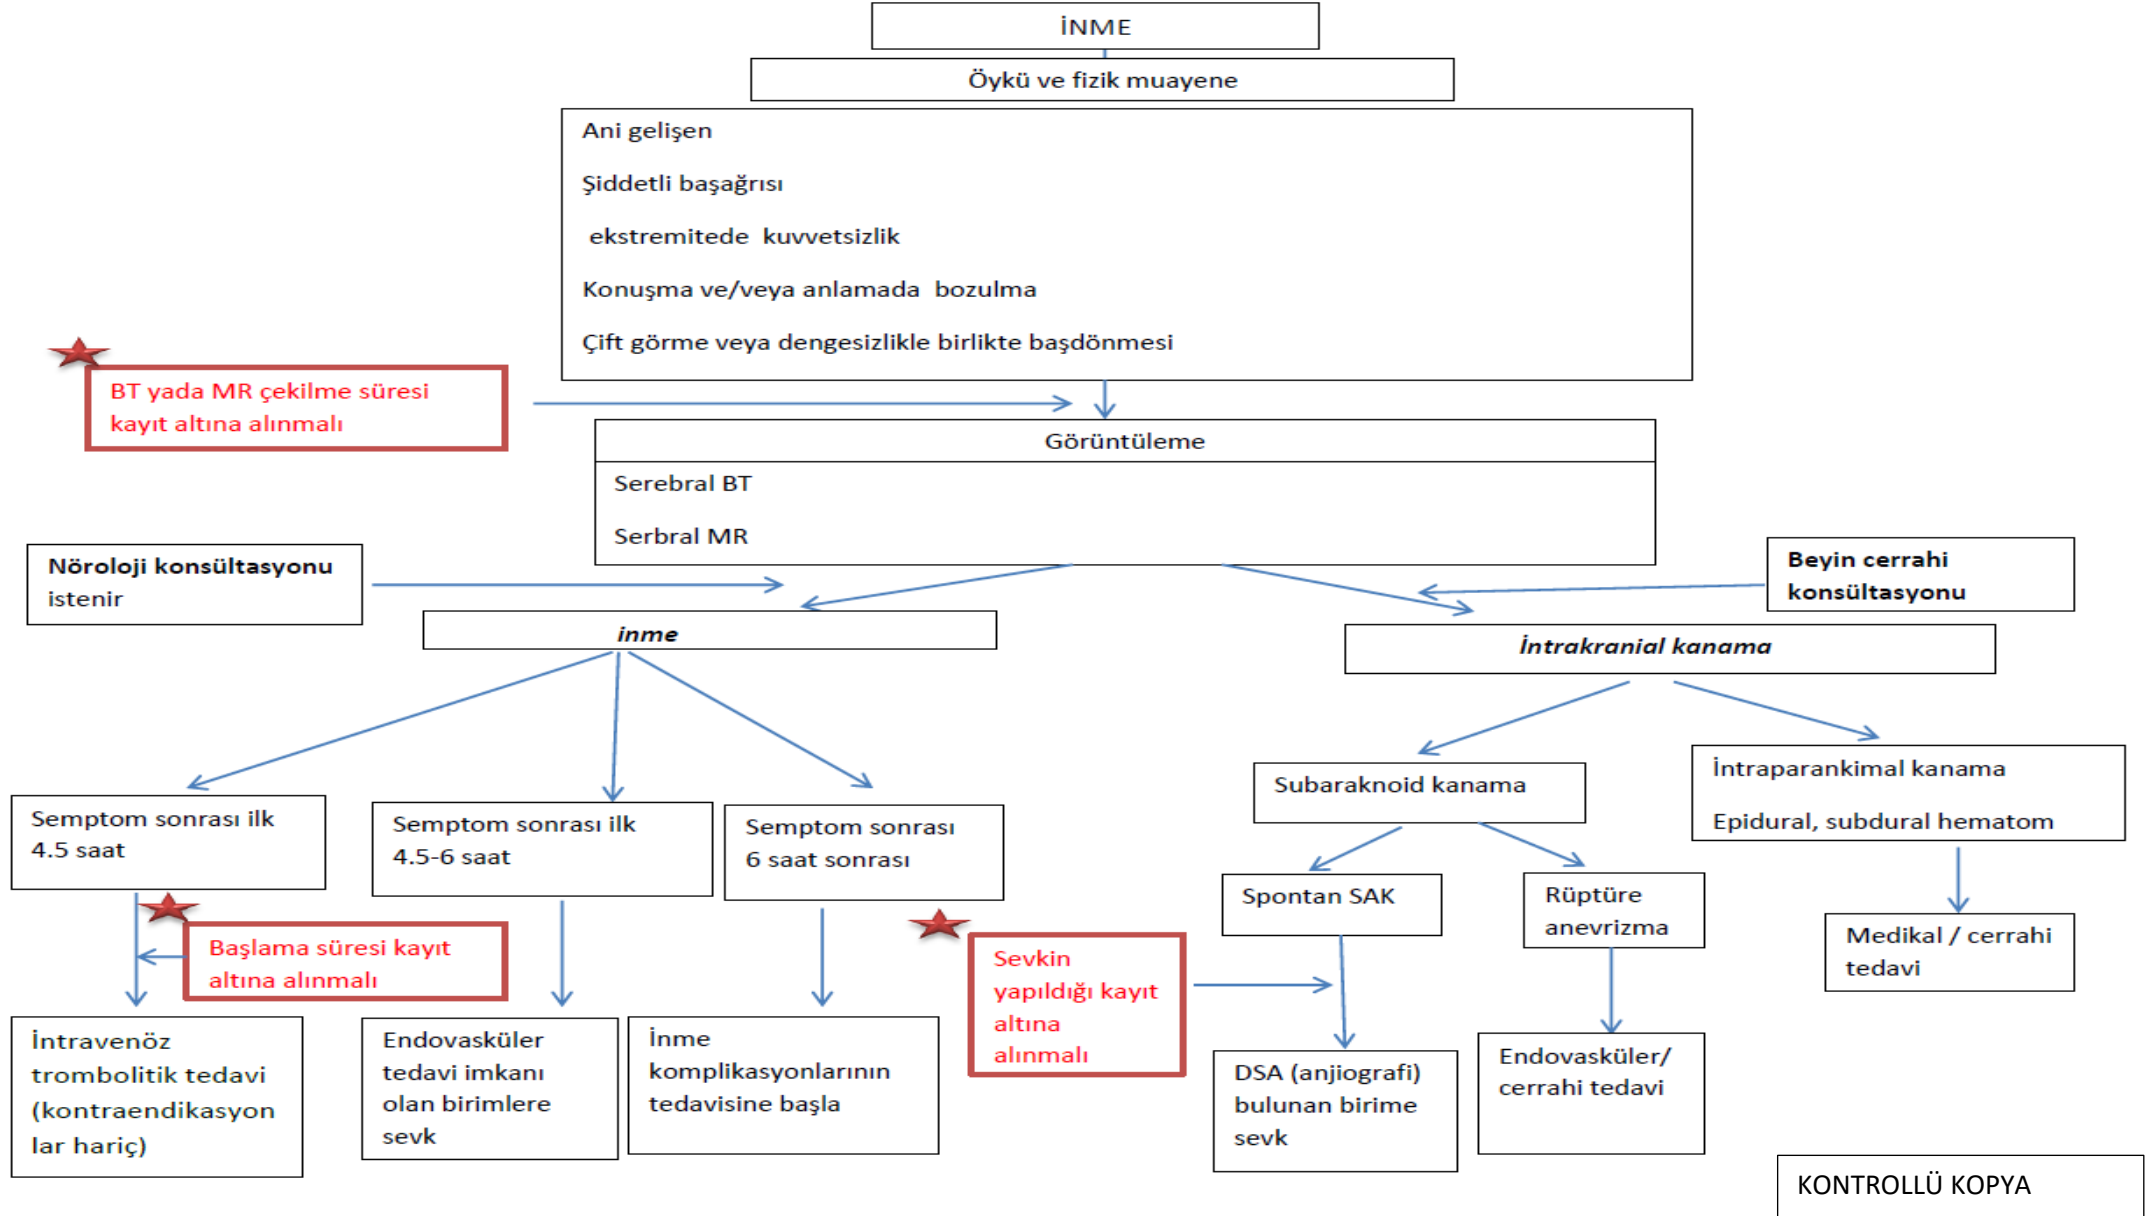 İNME
Öykü ve fizik muayene
Ani gelişen
Şiddetli başağrısı
ekstremitede kuvvetsizlik
Konuşma ve/veya anlamada bozulma
Çift görme veya dengesizlikle birlikte başdönmesi
BT yada MR çekilme süresi
kayıt altına alınmalı
Görüntüleme
Serebral BT
Serbral MR
Nöroloji konsültasyonu
istenir
Beyin cerrahi
konsültasyonu
inme
İntrakranial kanama
Semptom sonrası ilk
4.5 saat
Semptom sonrası ilk
4.5-6 saat
Semptom sonrası
6 saat sonrası
Subaraknoid kanama
İntraparankimal kanama
Epidural, subdural hematom
Spontan SAK
Rüptüre
anevrizma
Medikal / cerrahi
tedavi
Başlama süresi kayıt
altına alınmalı
Sevkin
yapıldığı kayıt
altına
alınmalı
İntravenöz
trombolitik tedavi
(kontraendikasyon
lar hariç)
Endovasküler
tedavi imkanı
olan birimlere
sevk
İnme
komplikasyonlarının
tedavisine başla
DSA (anjiografi)
bulunan birime
sevk
Endovasküler/
cerrahi tedavi
KONTROLLÜ KOPYA